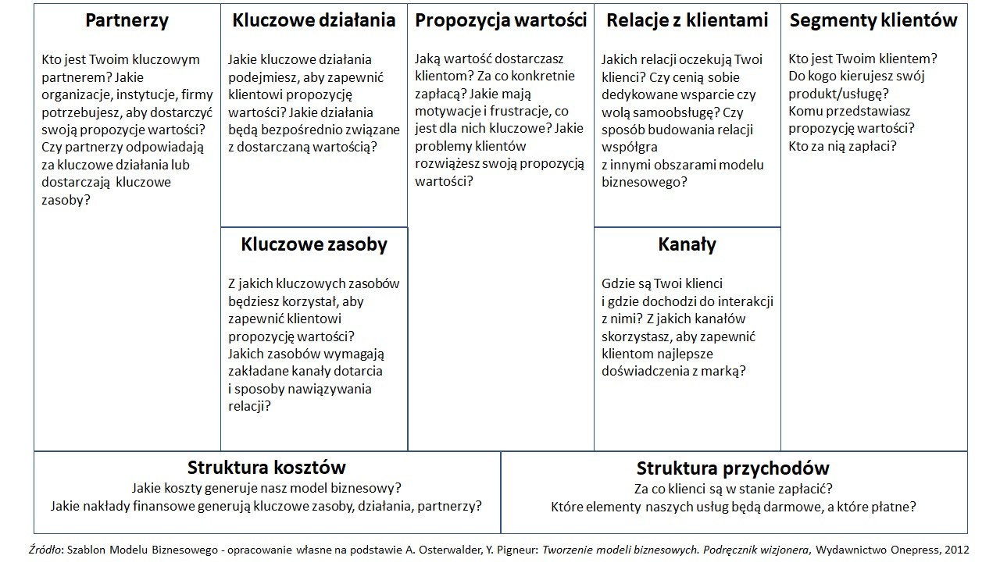 Partnerzy
Kto jest Twoim kluczowym
partnerem? Jakie
organizacje, instytucje, firmy
potrzebujesz, aby dostarczyć
swoją propozycje wartości?
Czy partnerzy odpowiadają
za kluczowe działania lub
dostarczają kluczowe
zasoby?
Kluczowe działania
Jakie kluczowe działania
podejmiesz, aby zapewnić
klientowi propozycję
wartości? Jakie działania
będą bezpośrednio związane
z dostarczaną wartością?
Kluczowe zasoby
Z jakich kluczowych zasobów
będziesz korzystał, aby
zapewnić klientowi
propozycję wartości?
Jakich zasobów wymagają
zakładane kanały dotarcia
i sposoby nawiązywania
relacji?
Propozycja wartości
Jaką wartość dostarczasz
klientom? Za co konkretnie
zapłacą? Jakie mają
motywacje i frustracje, co
jest dla nich kluczowe? Jakie
problemy klientów
rozwiążesz swoją propozycją
wartości?
Relacje z klientami
Jakich relacji oczekują Twoi
klienci? Czy cenią sobie
dedykowane wsparcie czy
wolą samoobsługę? Czy
sposób budowania relacji
współgra
z innymi obszarami modelu
biznesowego?
Kanały
Gdzie są Twoi klienci
i gdzie dochodzi do interakcji
z nimi? Z jakich kanałów
skorzystasz, aby zapewnić
klientom najlepsze
doświadczenia z marką?
Segmenty klientów
Kto jest Twoim klientem?
Do kogo kierujesz swój
produkt/usługę?
Komu przedstawiasz
propozycję wartości?
Kto za nią zapłaci?
Struktura kosztów
Jakie koszty generuje nasz model biznesowy?
Jakie nakłady finansowe generują kluczowe zasoby, działania, partnerzy?
Struktura przychodów
Za co klienci są w stanie zapłacić?
Które elementy naszych usług będą darmowe, a które płatne?
Źródło: Szablon Modelu Biznesowego - opracowanie własne na podstawie A. Osterwalder, Y. Pigneur: Tworzenie modeli biznesowych. Podręcznik wizjonera, Wydawnictwo Onepress, 2012